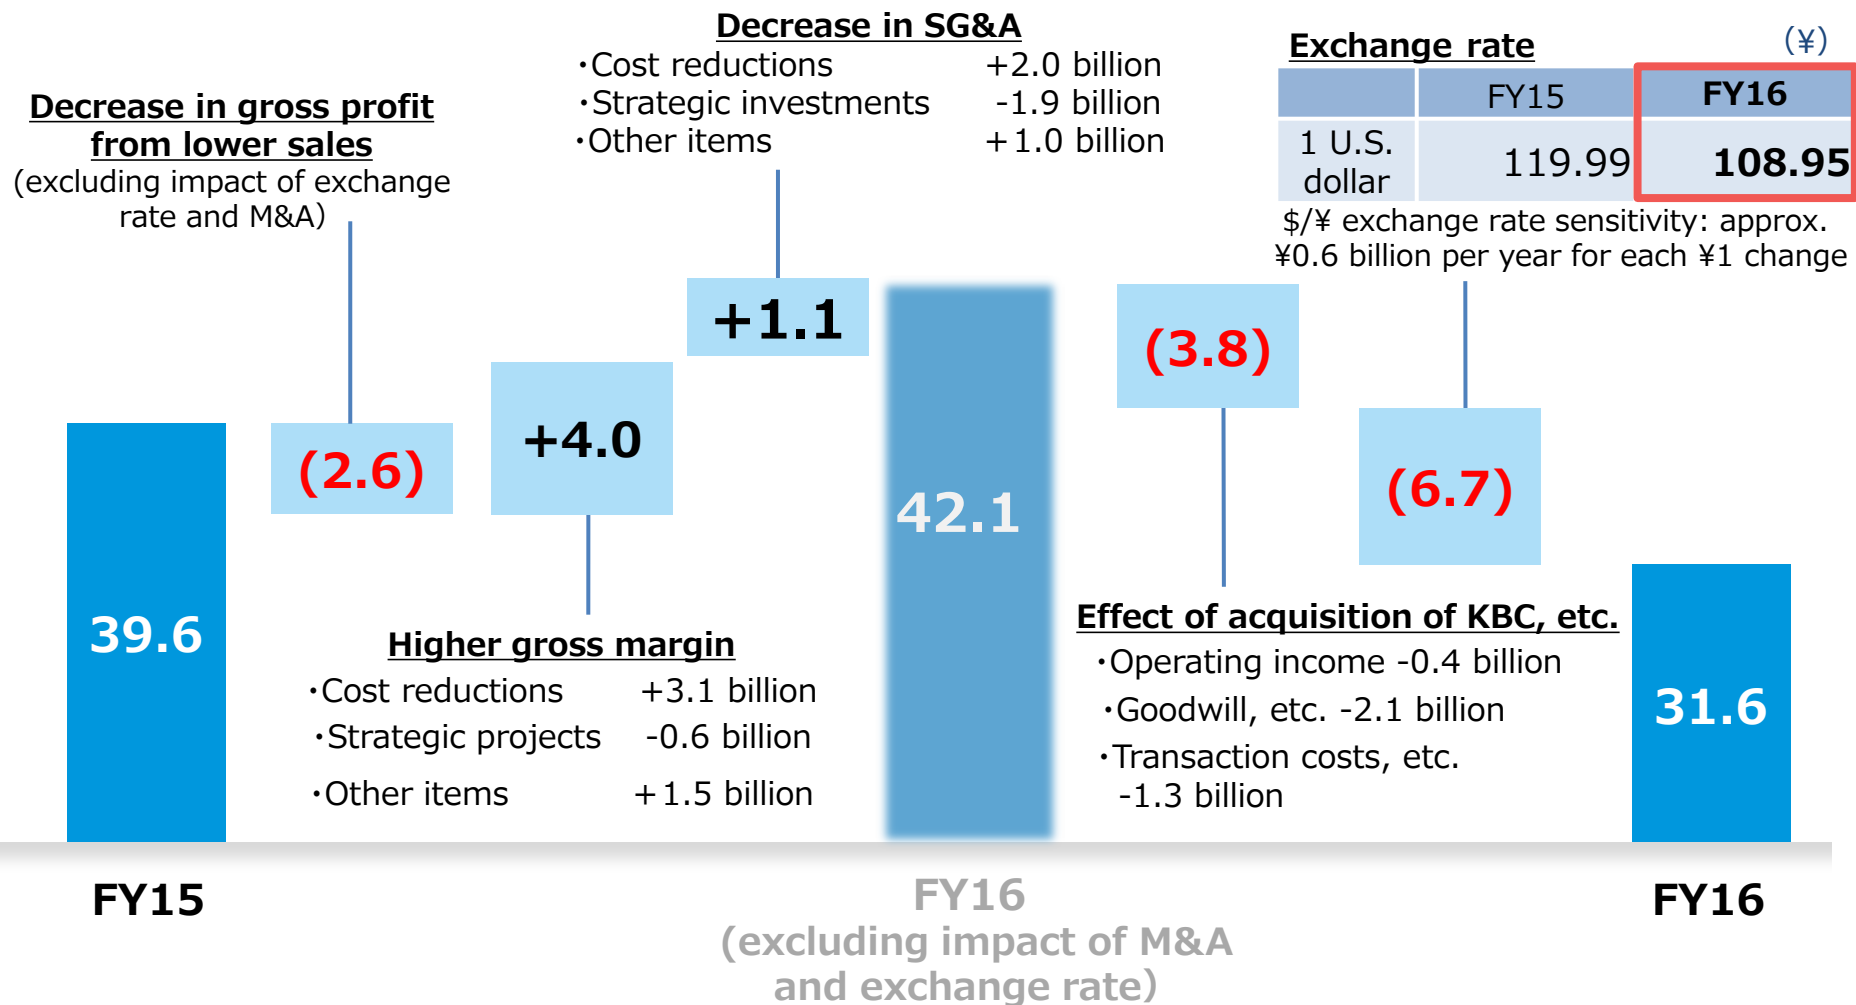 Decrease in SG&A
・Cost reductions +2.0 billion
・Strategic investments -1.9 billion
・Other items +1.0 billion
Exchange rate
(¥)
FY15 FY16
1 U.S.
dollar
119.99 108.95
$/¥ exchange rate sensitivity: approx.
¥0.6 billion per year for each ¥1 change
Decrease in gross profit
from lower sales
(excluding impact of exchange
rate and M&A)
39.6
(2.6)
+4.0
+1.1
42.1
(3.8)
(6.7)
31.6
Higher gross margin
・Cost reductions +3.1 billion
・Strategic projects -0.6 billion
・Other items +1.5 billion
Effect of acquisition of KBC, etc.
・Operating income -0.4 billion
・Goodwill, etc. -2.1 billion
・Transaction costs, etc.
-1.3 billion
FY15
FY16
(excluding impact of M&A
and exchange rate)
FY16